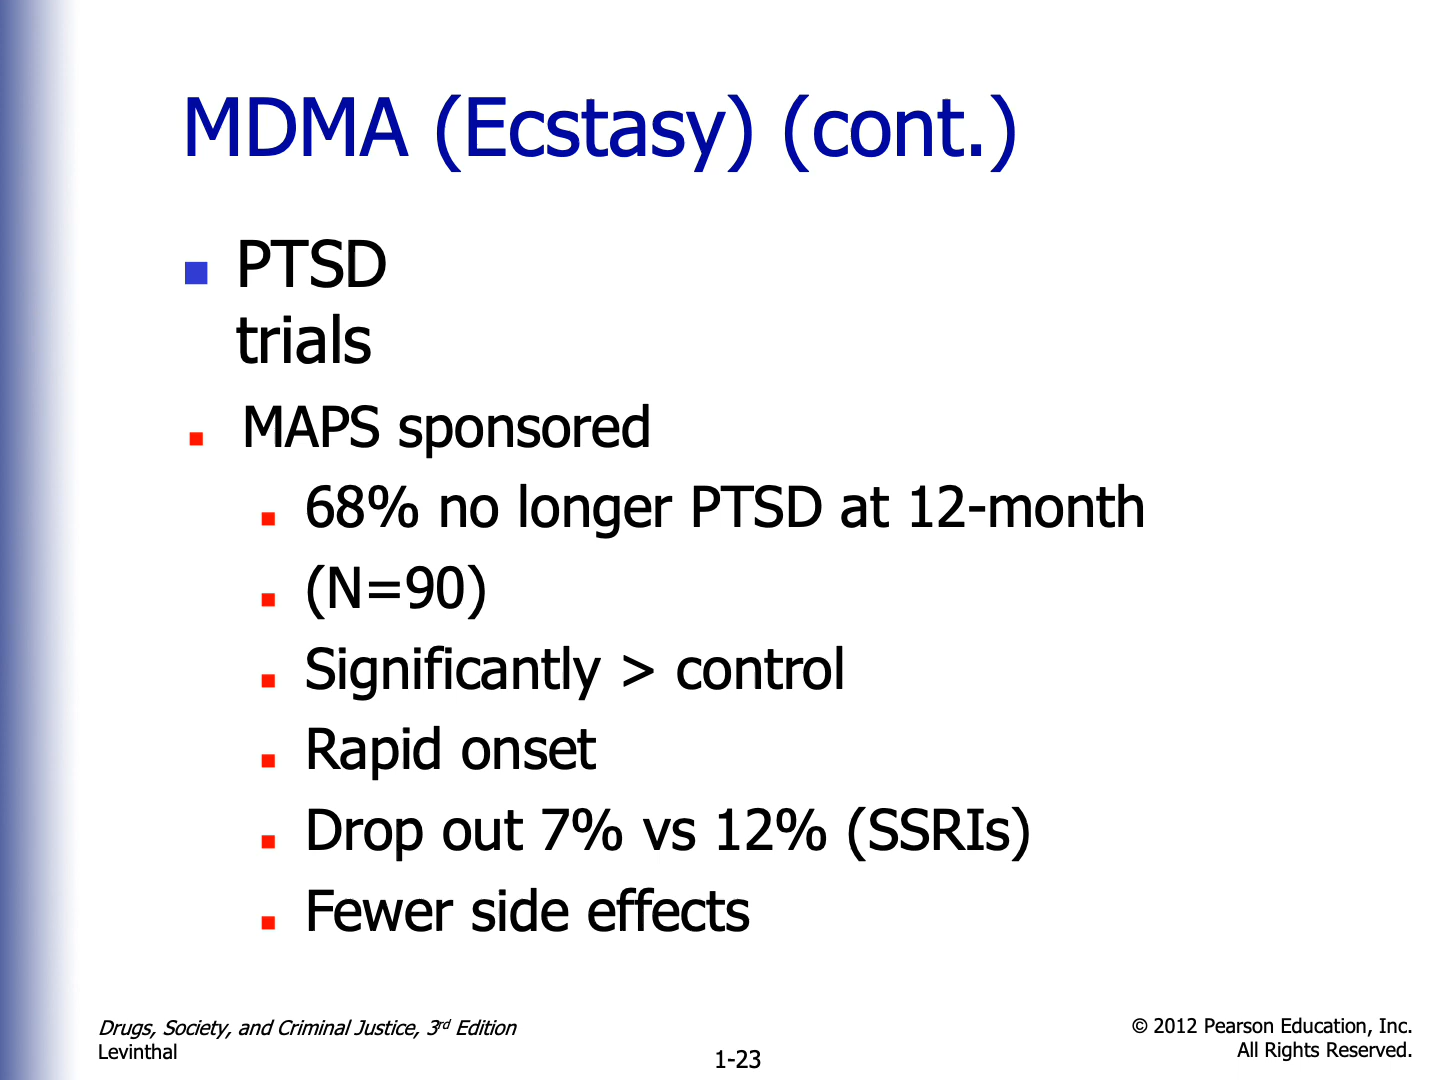 MDMA (Ecstasy) (cont.)
PTSD
trials
MAPS sponsored
68% no longer PTSD at 12-month
(N=90)
Significantly > control
Rapid onset
Drop out 7% vs 12% (SSRIs)
Fewer side effects
Drugs, Society, and Criminal Justice, 3rd Edition
Levinthal
1-23
© 2012 Pearson Education, Inc.
All Rights Reserved.